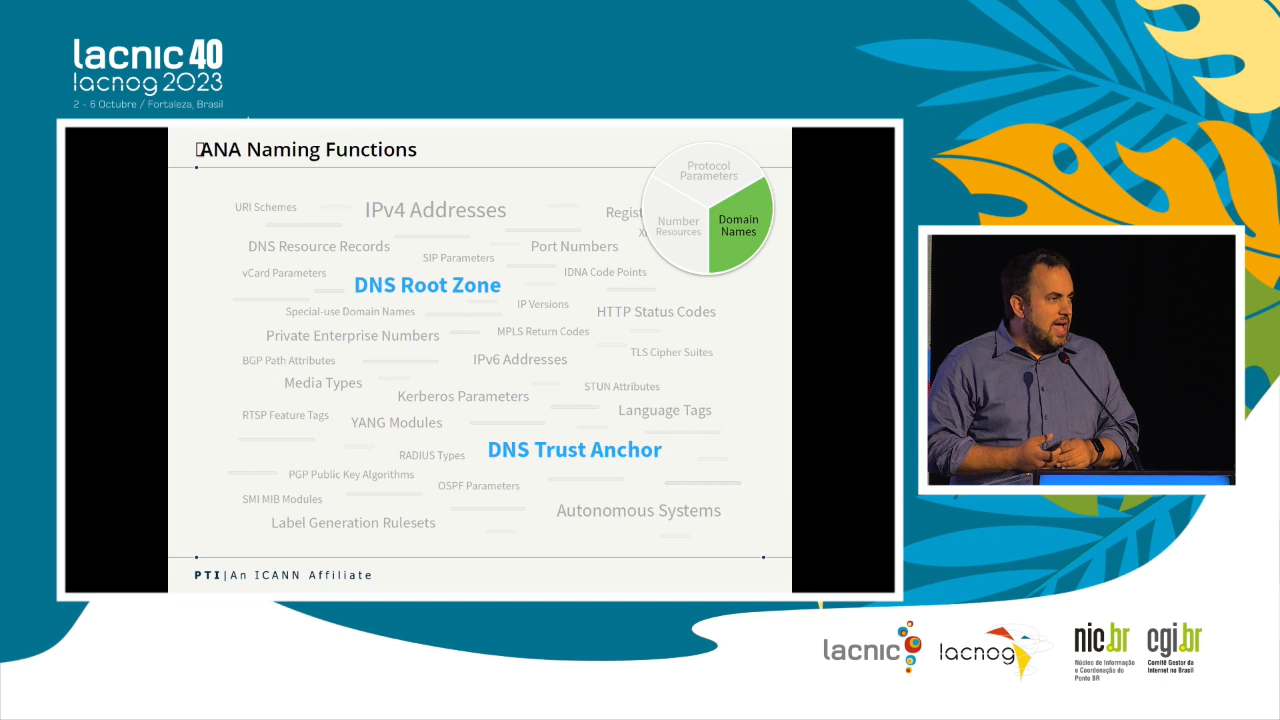 lacnic 40
lacnog 2023
2 - 6 Octubre / Fortaleza, Brasil
ANA Naming Functions
Protocol
Parameters
Number
Resources
Domain
Names
URI Schemes
IPv4 Addresses
DNS Resource Records
Port Numbers
SIP Parameters
vCard Parameters
IDNA Code Points
DNS Root Zone
IP Versions
Special-use Domain Names
HTTP Status Codes
Private Enterprise Numbers
MPLS Return Codes
BGP Path Attributes
IPv6 Addresses
TLS Cipher Suites
Media Types
STUN Attributes
Kerberos Parameters
Language Tags
RTSP Feature Tags
YANG Modules
DNS Trust Anchor
RADIUS Types
PGP Public Key Algorithms
OSPF Parameters
SMI MIB Modules
Autonomous Systems
Label Generation Rulesets
PTI | An ICANN Affiliate
lacnic
lacnog
nic.br
Núcleo de Informação
e Coordenação do
Ponto BR
cgi.br
Comitê Gestor da
Internet no Brasil